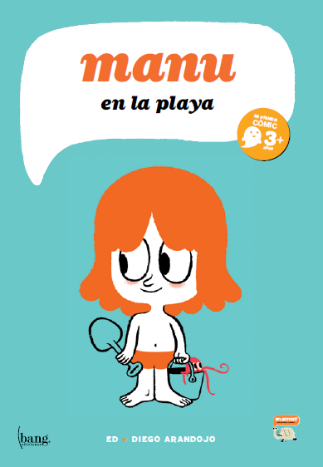 manu
en la playa
mi primer
CÓMIC
3+
años
ED + DIEGO ARANDOJO
(bang.